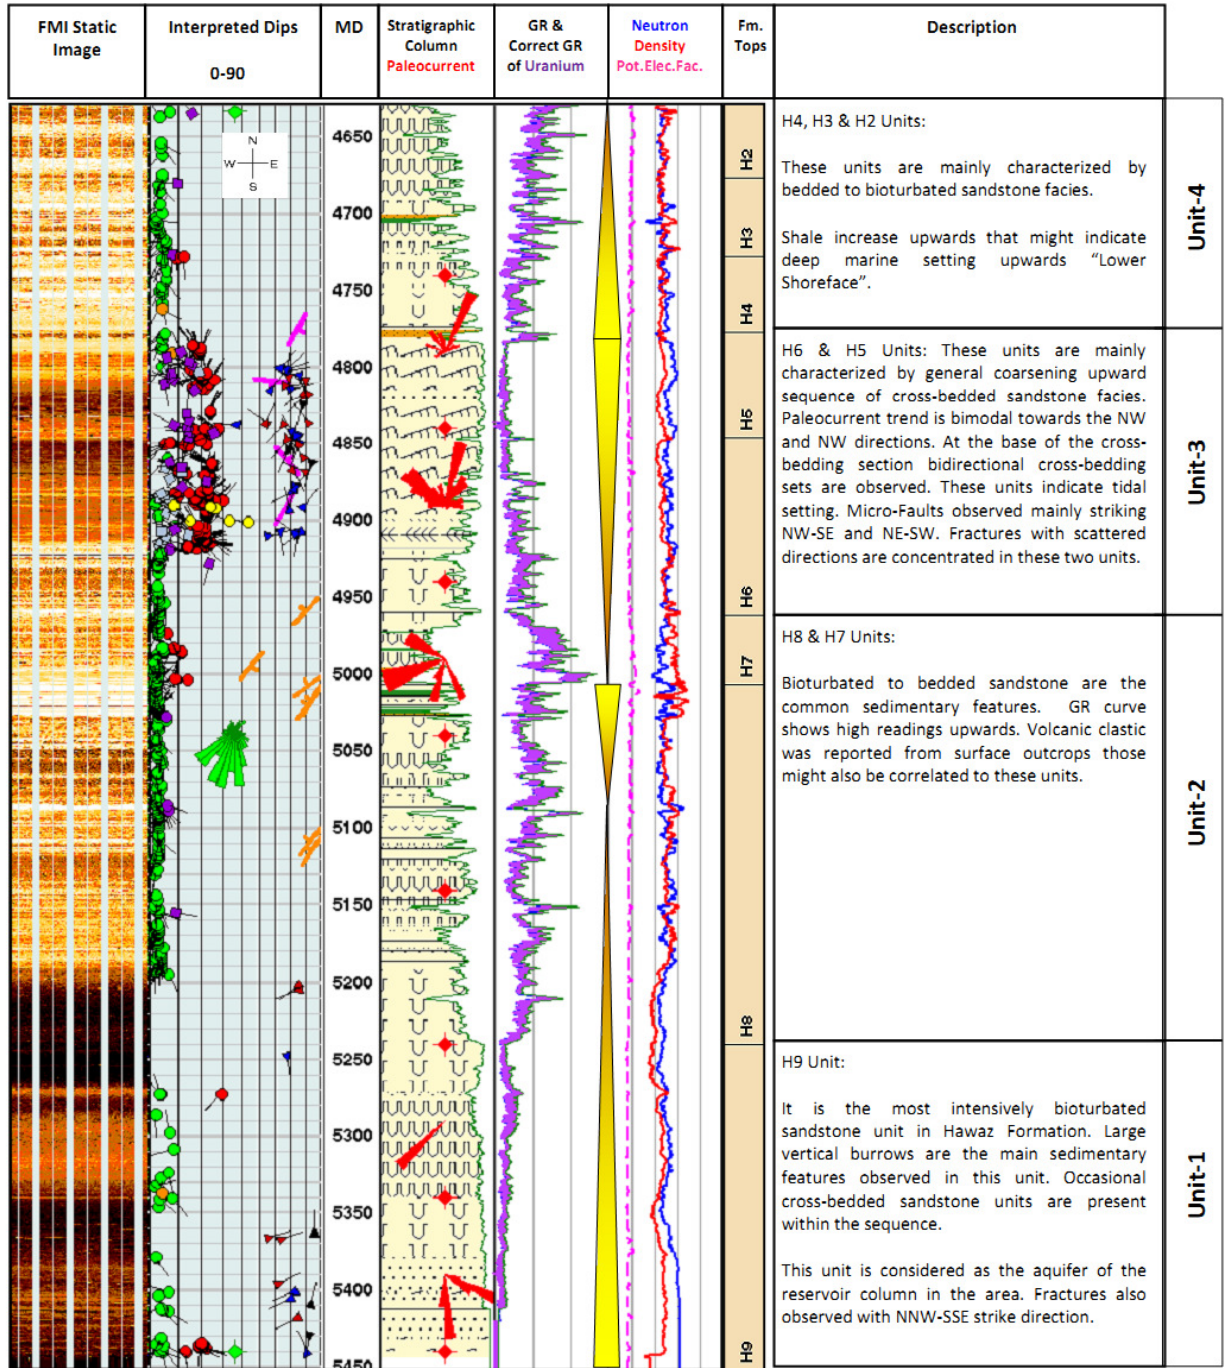 FMI Static
Image
Interpreted Dips
0-90
MD
Stratigraphic
Column
Paleocurrent
GR &
Correct GR
of Uranium
Neutron
Density
Pot.Elec.Fac.
Fm.
Tops
Description
N
W E
S
4650
4700
4750
4800
4850
4900
4950
5000
5050
5100
5150
5200
5250
5300
5350
5400
5450
H2
H3
H4
H5
H6
H7
H8
H9
H4, H3 & H2 Units:
These units are mainly characterized by
bedded to bioturbated sandstone facies.
Shale increase upwards that might indicate
deep marine setting upwards “Lower
Shoreface”.
Unit-4
H6 & H5 Units: These units are mainly
characterized by general coarsening upward
sequence of cross-bedded sandstone facies.
Paleocurrent trend is bimodal towards the NW
and NW directions. At the base of the cross-
bedding section bidirectional cross-bedding
sets are observed. These units indicate tidal
setting. Micro-Faults observed mainly striking
NW-SE and NE-SW. Fractures with scattered
directions are concentrated in these two units.
Unit-3
H8 & H7 Units:
Bioturbated to bedded sandstone are the
common sedimentary features. GR curve
shows high readings upwards. Volcanic clastic
was reported from surface outcrops those
might also be correlated to these units.
Unit-2
H9 Unit:
It is the most intensively bioturbated
sandstone unit in Hawaz Formation. Large
vertical burrows are the main sedimentary
features observed in this unit. Occasional
cross-bedded sandstone units are present
within the sequence.
This unit is considered as the aquifer of the
reservoir column in the area. Fractures also
observed with NNW-SSE strike direction.
Unit-1